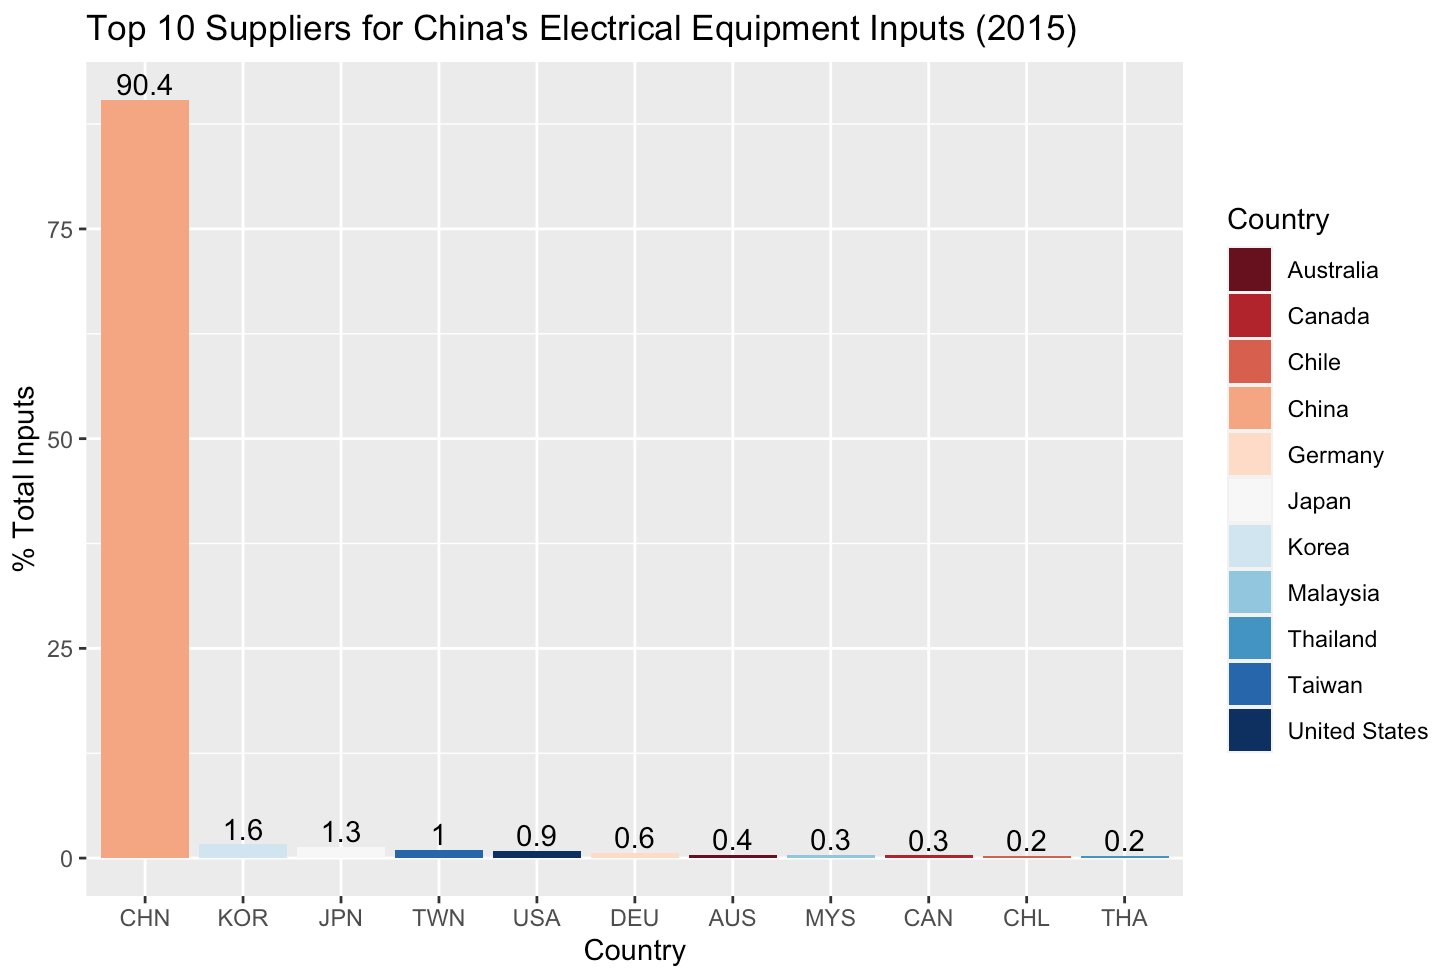 Top 10 Suppliers for China's Electrical Equipment Inputs (2015)
% Total Inputs
75
50
25
0
90.4
1.6
1.3
1
0.9
0.6
0.4
0.3
0.3
0.2
0.2
CHN
KOR
JPN
TWN
USA
DEU
AUS
MYS
CAN
CHL
THA
Country
Country
Australia
Canada
Chile
China
Germany
Japan
Korea
Malaysia
Thailand
Taiwan
United States